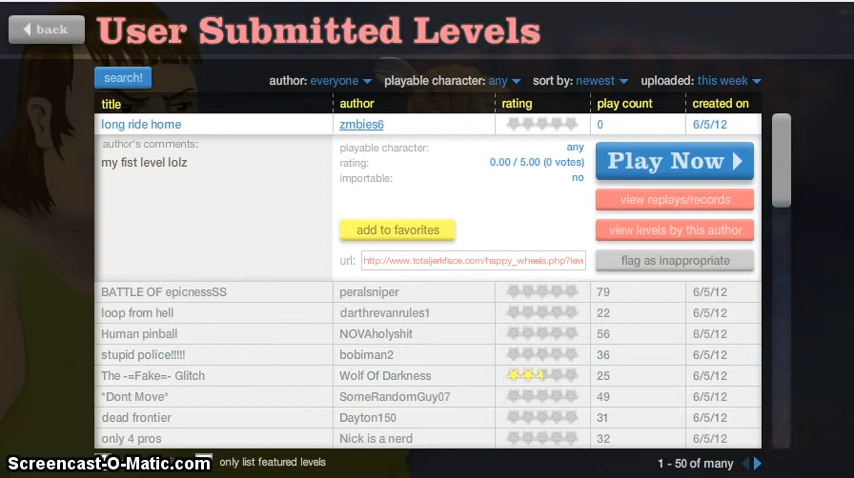 back
User Submitted Levels
search!
author: everyone playable character: any sort by: newest uploaded: this week
title author rating play count created on
long ride home zmbies6 0 6/5/12
author's comments:
my fist level lolz
playable character: any
rating: 0.00 / 5.00 (0 votes)
importable: no
Play Now
view replays/records
add to favorites
view levels by this author
url: http://www.totaljerkface.com/happy_wheels.php?leve
flag as inappropriate
BATTLE OF epicnessSS peralsniper 79 6/5/12
loop from hell darthrevanrules1 22 6/5/12
Human pinball NOVAholyshit 56 6/5/12
stupid police!!!!! bobiman2 36 6/5/12
The -=Fake=- Glitch Wolf Of Darkness 25 6/5/12
*Dont Move* SomeRandomGuy07 49 6/5/12
dead frontier Dayton150 31 6/5/12
only 4 pros Nick is a nerd 32 6/5/12
only list featured levels
1 - 50 of many
Screencast-O-Matic.com